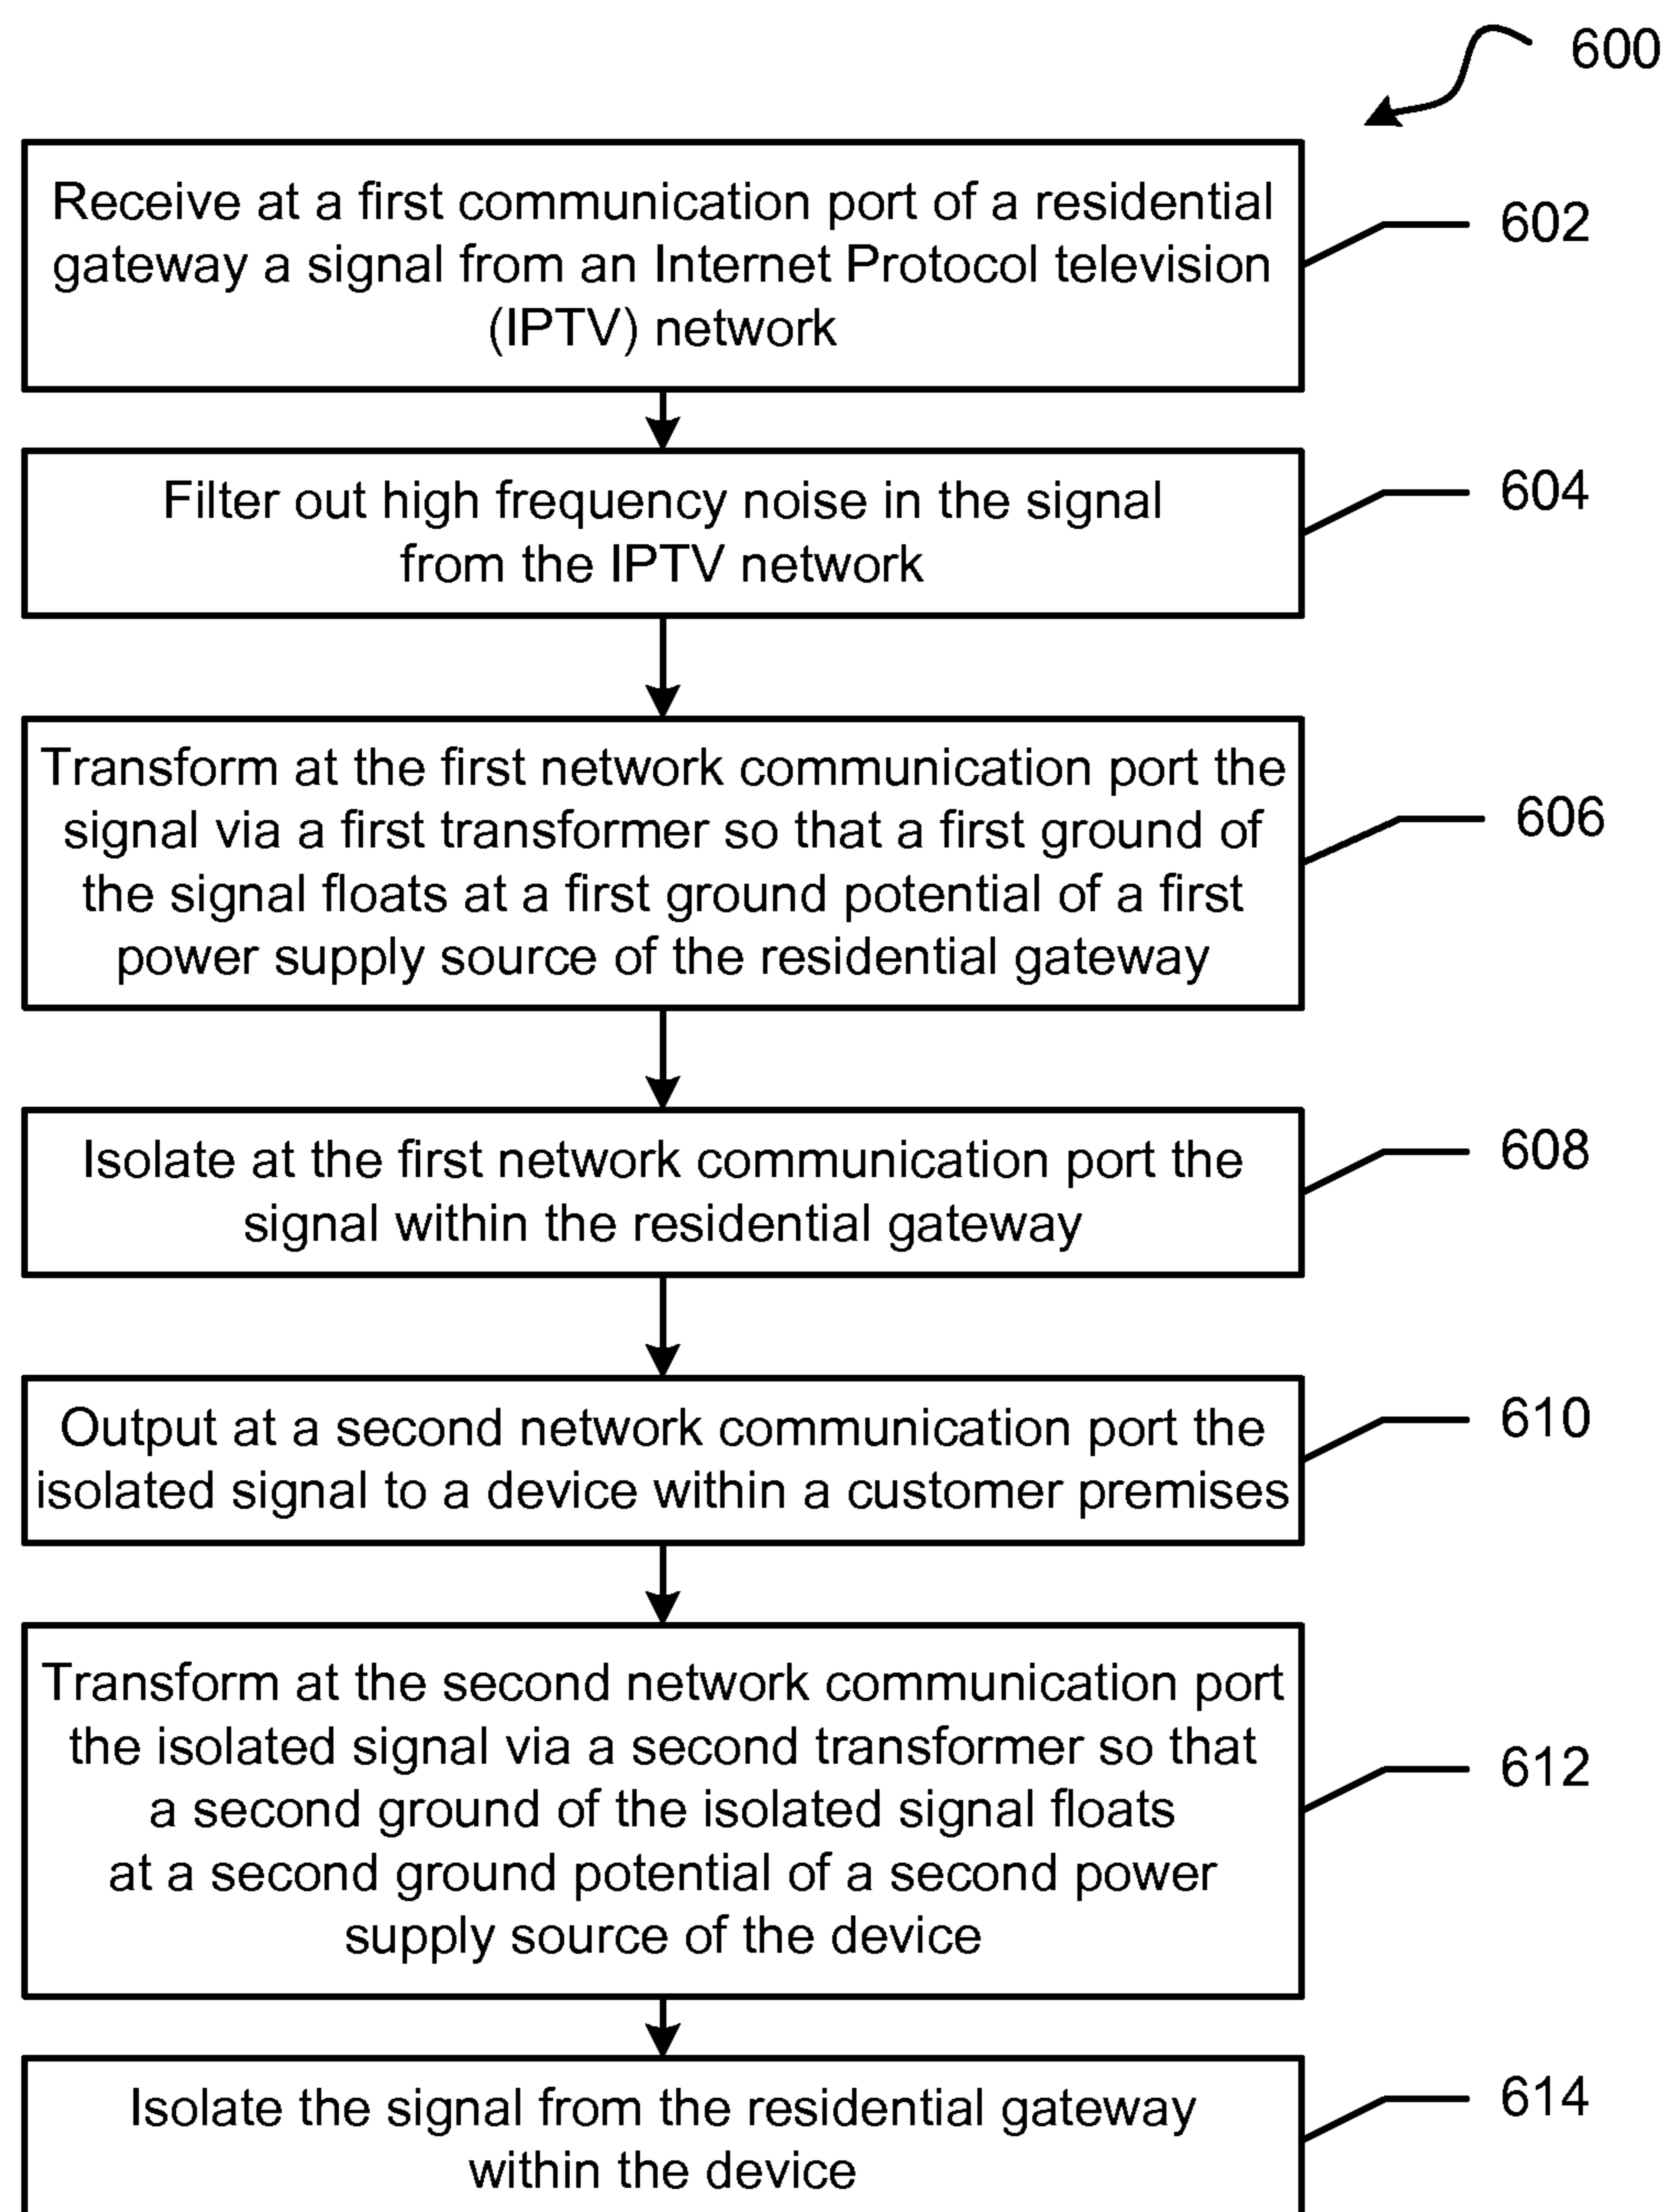 600
Receive at a first communication port of a residential
gateway a signal from an Internet Protocol television
(IPTV) network
602
Filter out high frequency noise in the signal
from the IPTV network
604
Transform at the first network communication port the
signal via a first transformer so that a first ground of
the signal floats at a first ground potential of a first
power supply source of the residential gateway
606
Isolate at the first network communication port the
signal within the residential gateway
608
Output at a second network communication port the
isolated signal to a device within a customer premises
610
Transform at the second network communication port
the isolated signal via a second transformer so that
a second ground of the isolated signal floats
at a second ground potential of a second power
supply source of the device
612
Isolate the signal from the residential gateway
within the device
614